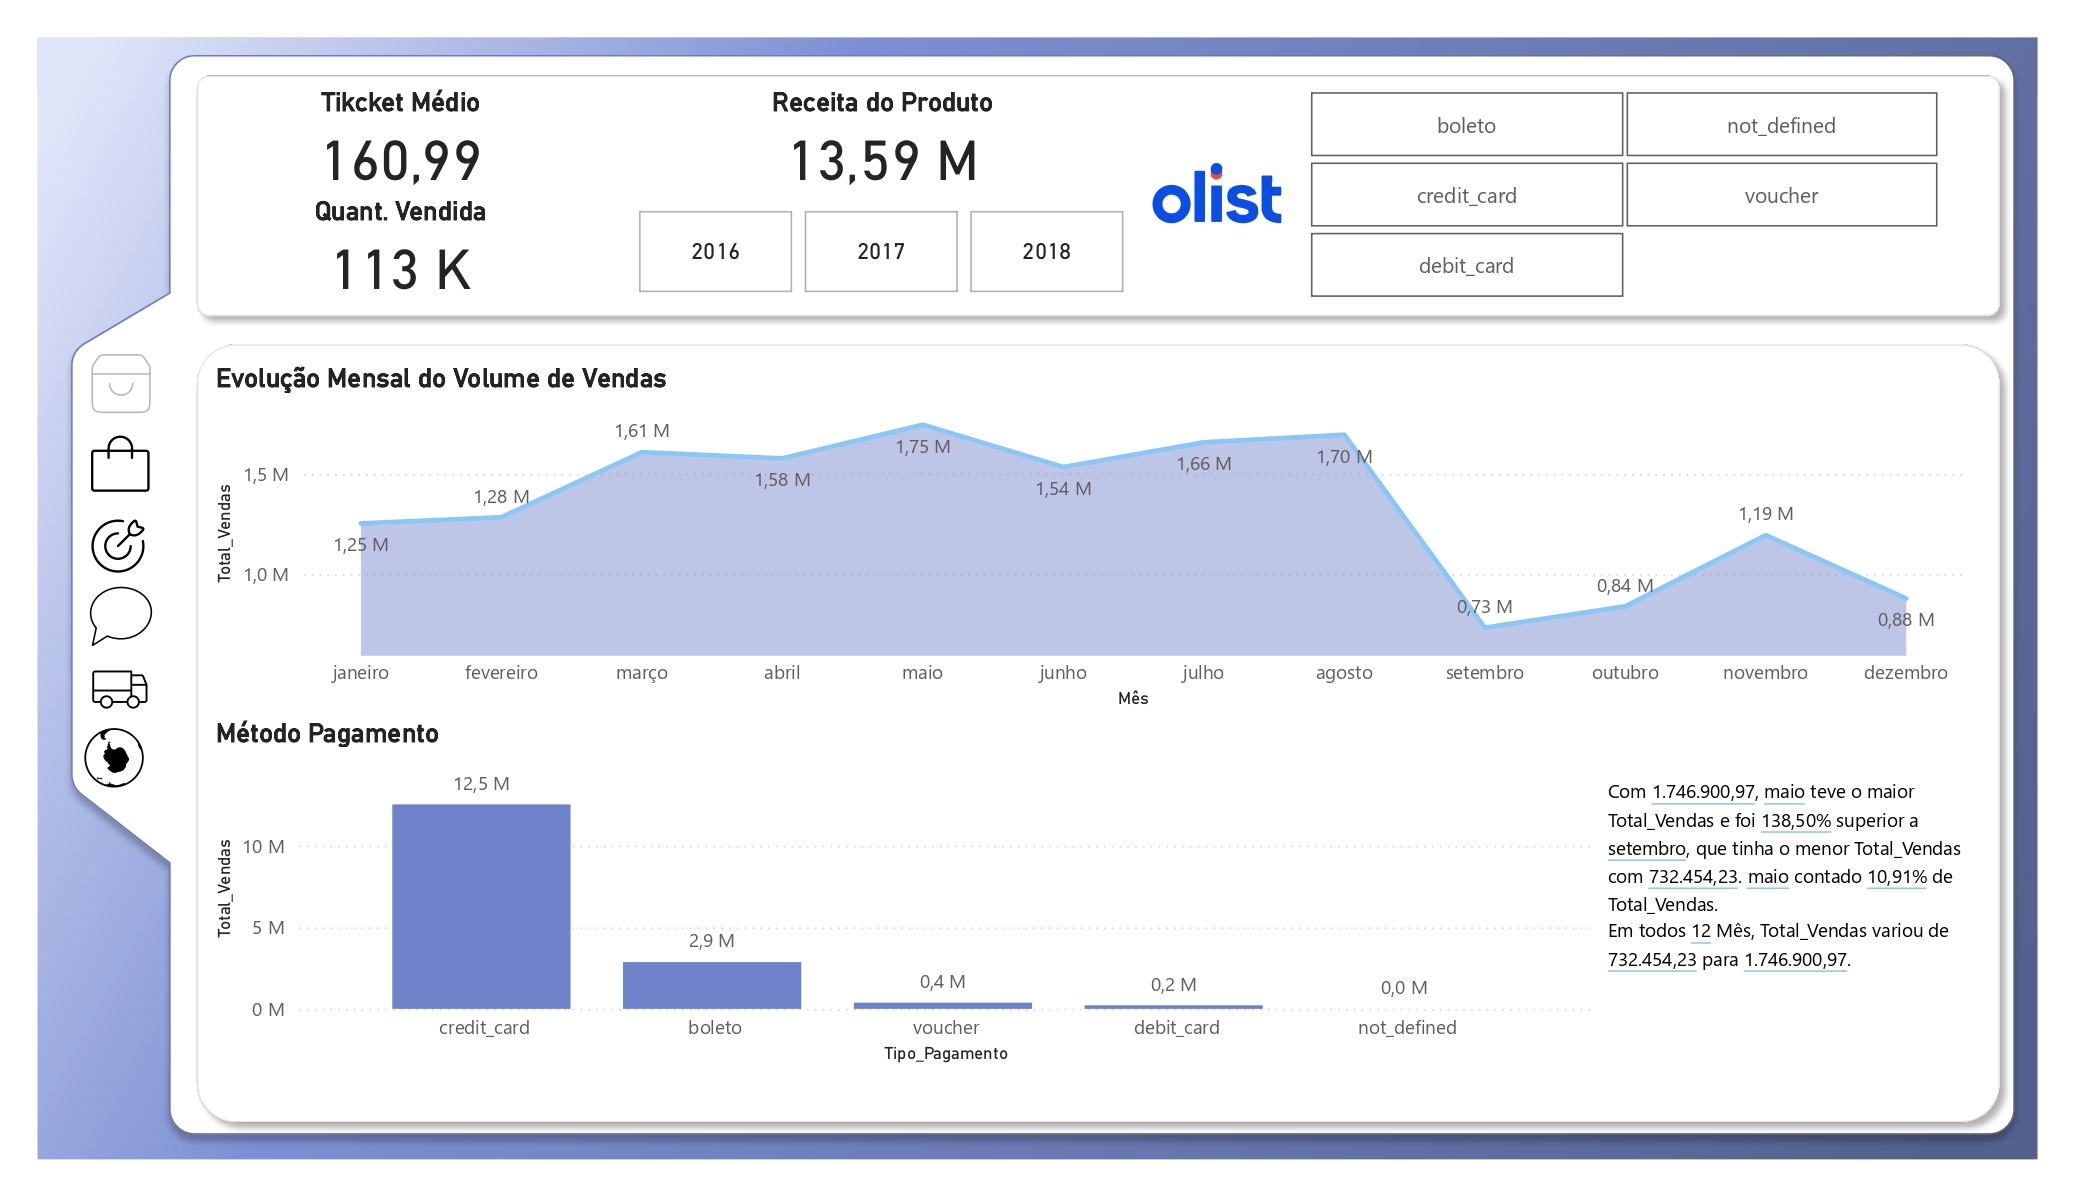 Tikcket Médio
160,99
Quant. Vendida
113 K
Receita do Produto
13,59 M
2016
2017
2018
olist
boleto
not_defined
credit_card
voucher
debit_card
Evolução Mensal do Volume de Vendas
Total_Vendas
1,5 M
1,0 M
1,25 M
1,28 M
1,61 M
1,58 M
1,75 M
1,54 M
1,66 M
1,70 M
0,73 M
0,84 M
1,19 M
0,88 M
janeiro
fevereiro
março
abril
maio
junho
julho
agosto
setembro
outubro
novembro
dezembro
Mês
Método Pagamento
Total_Vendas
10 M
5 M
0 M
12,5 M
2,9 M
0,4 M
0,2 M
0,0 M
credit_card
boleto
voucher
debit_card
not_defined
Tipo_Pagamento
Com 1.746.900,97, maio teve o maior
Total_Vendas e foi 138,50% superior a
setembro, que tinha o menor Total_Vendas
com 732.454,23. maio contado 10,91% de
Total_Vendas.
Em todos 12 Mês, Total_Vendas variou de
732.454,23 para 1.746.900,97.